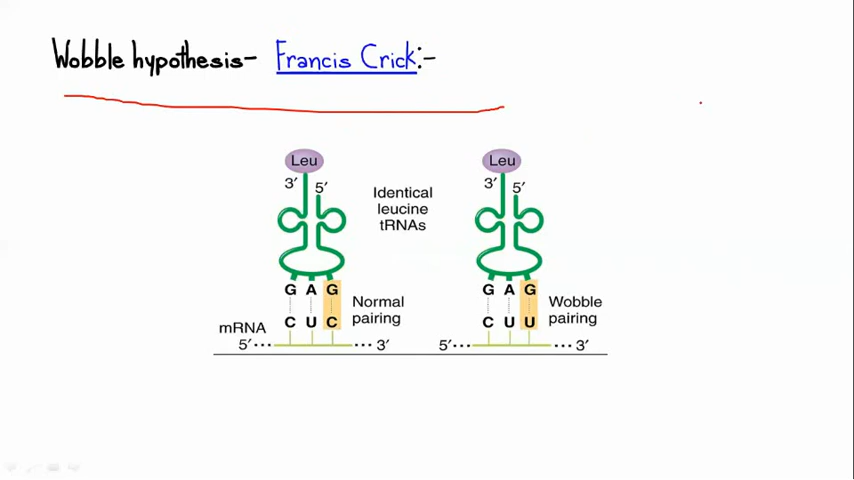 Wobble hypothesis- Francis Crick:-
Leu
3′ 5′
Identical
leucine
tRNAs
G A G
Normal
pairing
C U C
mRNA
5′··· ···3′
Leu
3′ 5′
G A G
Wobble
pairing
C U U
5′··· ···3′